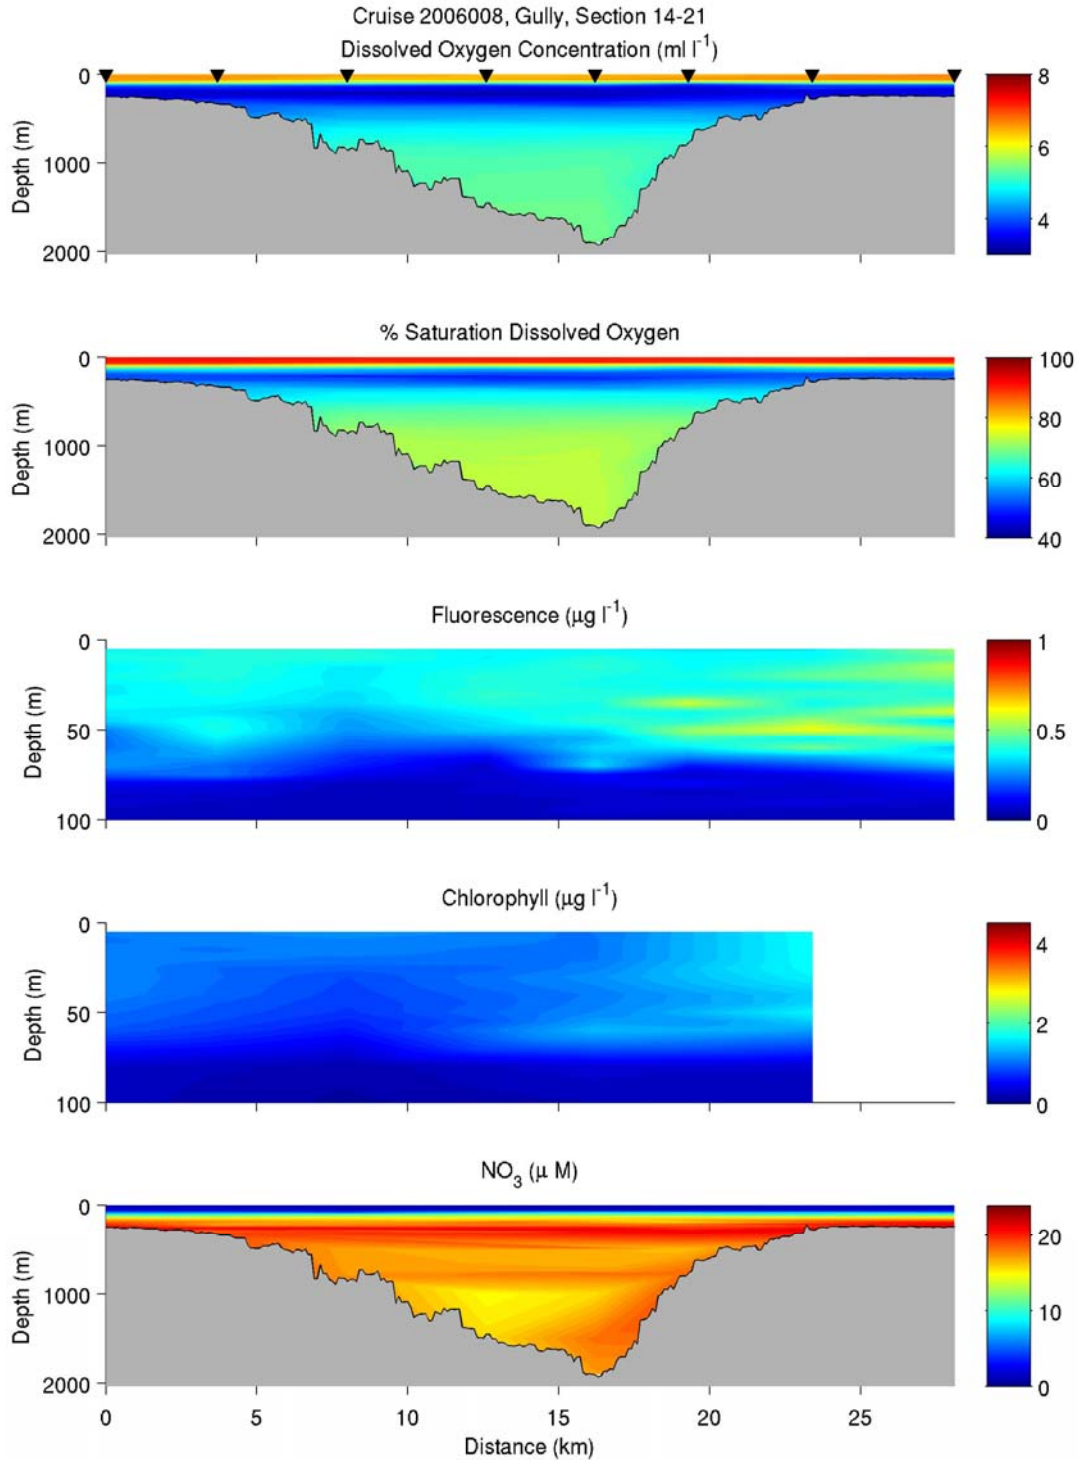 Cruise 2006008, Gully, Section 14-21
Dissolved Oxygen Concentration (ml l⁻¹)
Depth (m)
0
1000
2000
8
6
4
% Saturation Dissolved Oxygen
Depth (m)
0
1000
2000
100
80
60
40
Fluorescence (μg l⁻¹)
Depth (m)
0
50
100
1
0.5
0
Chlorophyll (μg l⁻¹)
Depth (m)
0
50
100
4
2
0
NO₃ (μ M)
Depth (m)
0
1000
2000
20
10
0
0 5 10 15 20 25
Distance (km)